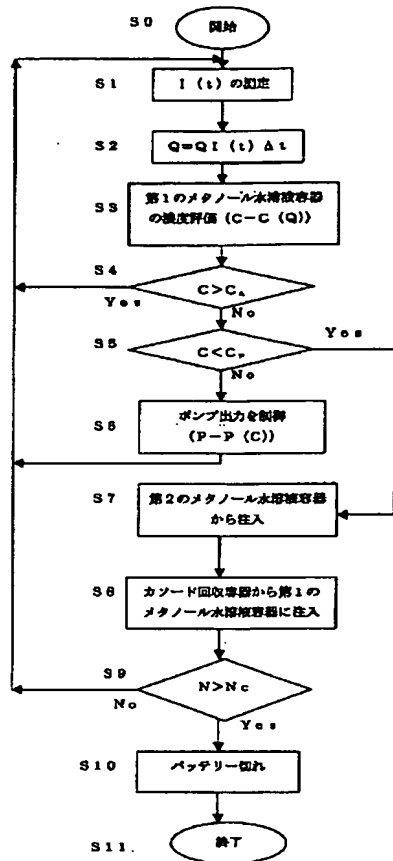 S0
開始
S1
I (t) の測定
S2
Q=QI (t) Δt
S3
第1のメタノール水溶液容器
の濃度評価 (C-C (Q))
S4
C>C
Yes
No
S5
C<C
Yes
No
S6
ポンプ出力を制御
(P-P (C))
S7
第2のメタノール水溶液容器
から注入
S8
カソード回収容器から第1の
メタノール水溶液容器に注入
S9
N>Nc
No
Yes
S10
バッテリー切れ
S11.
終了